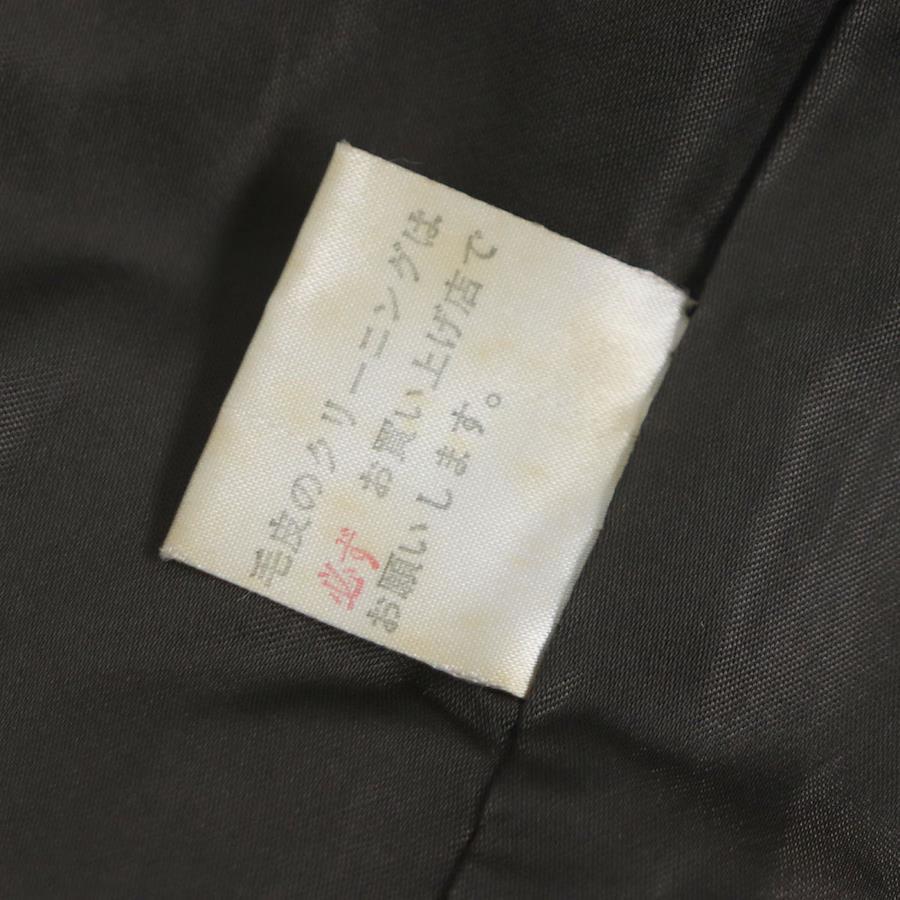 毛皮のクリーニングは
必ず お買い上げ店で
お願いします。